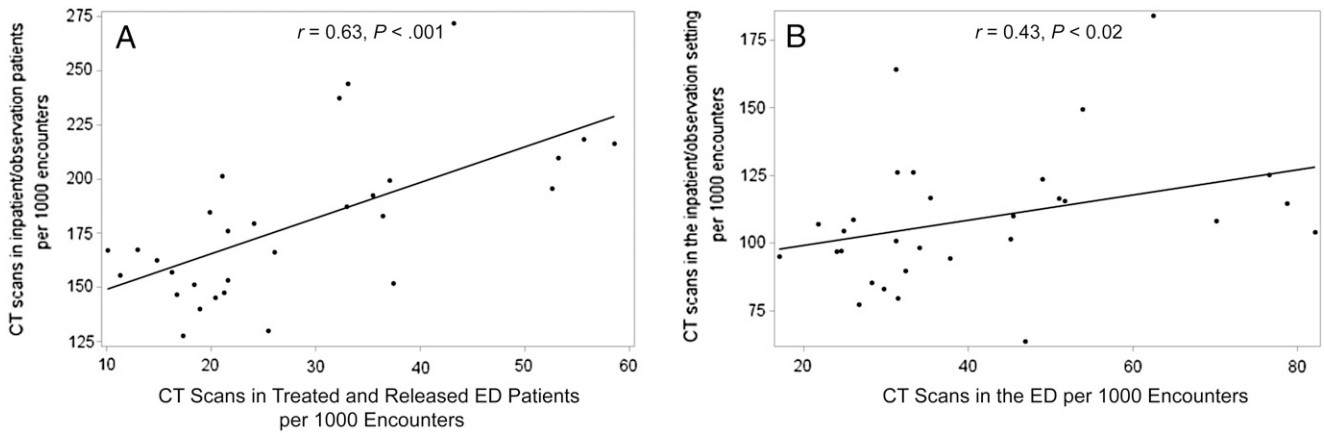 A
r = 0.63, P < .001
275
250
225
200
175
150
125
CT scans in inpatient/observation patients
per 1000 encounters
10
20
30
40
50
60
CT Scans in Treated and Released ED Patients
per 1000 Encounters
B
r = 0.43, P < 0.02
175
150
125
100
75
CT scans in the inpatient/observation setting
per 1000 encounters
20
40
60
80
CT Scans in the ED per 1000 Encounters